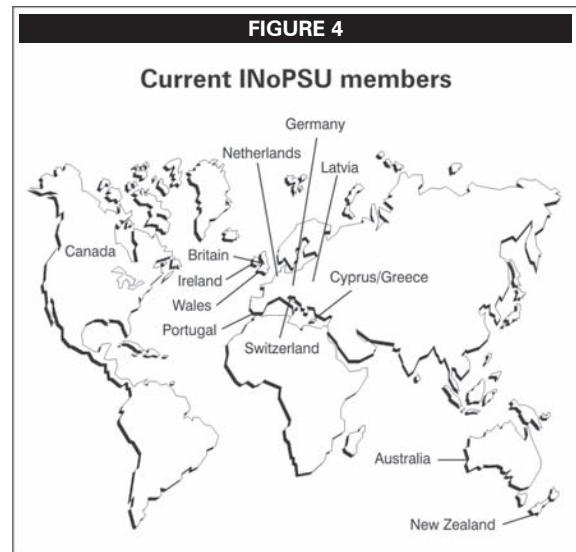 FIGURE 4
Current INoPSU members
Germany
Netherlands
Latvia
Canada
Britain
Ireland
Cyprus/Greece
Wales
Portugal
Switzerland
Australia
New Zealand